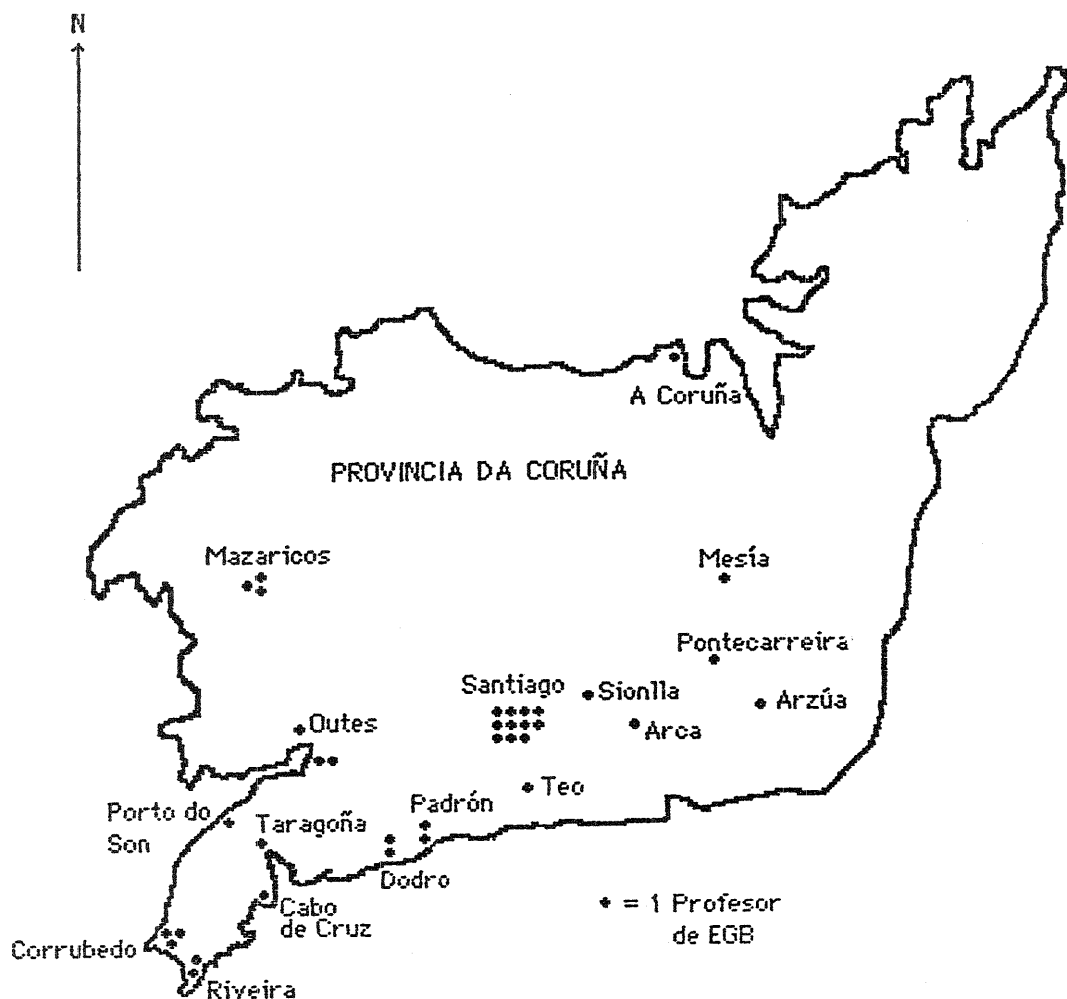 N
A Coruña
PROVINCIA DA CORUÑA
Mazaricos
Mesía
Pontecarreira
Santiago
Sionlla
Arzúa
Outes
Arca
Teo
Porto do
Son
Padrón
Taragoña
Dodro
Cabo
de Cruz
= 1 Profesor
de EGB
Corrubedo
Riveira